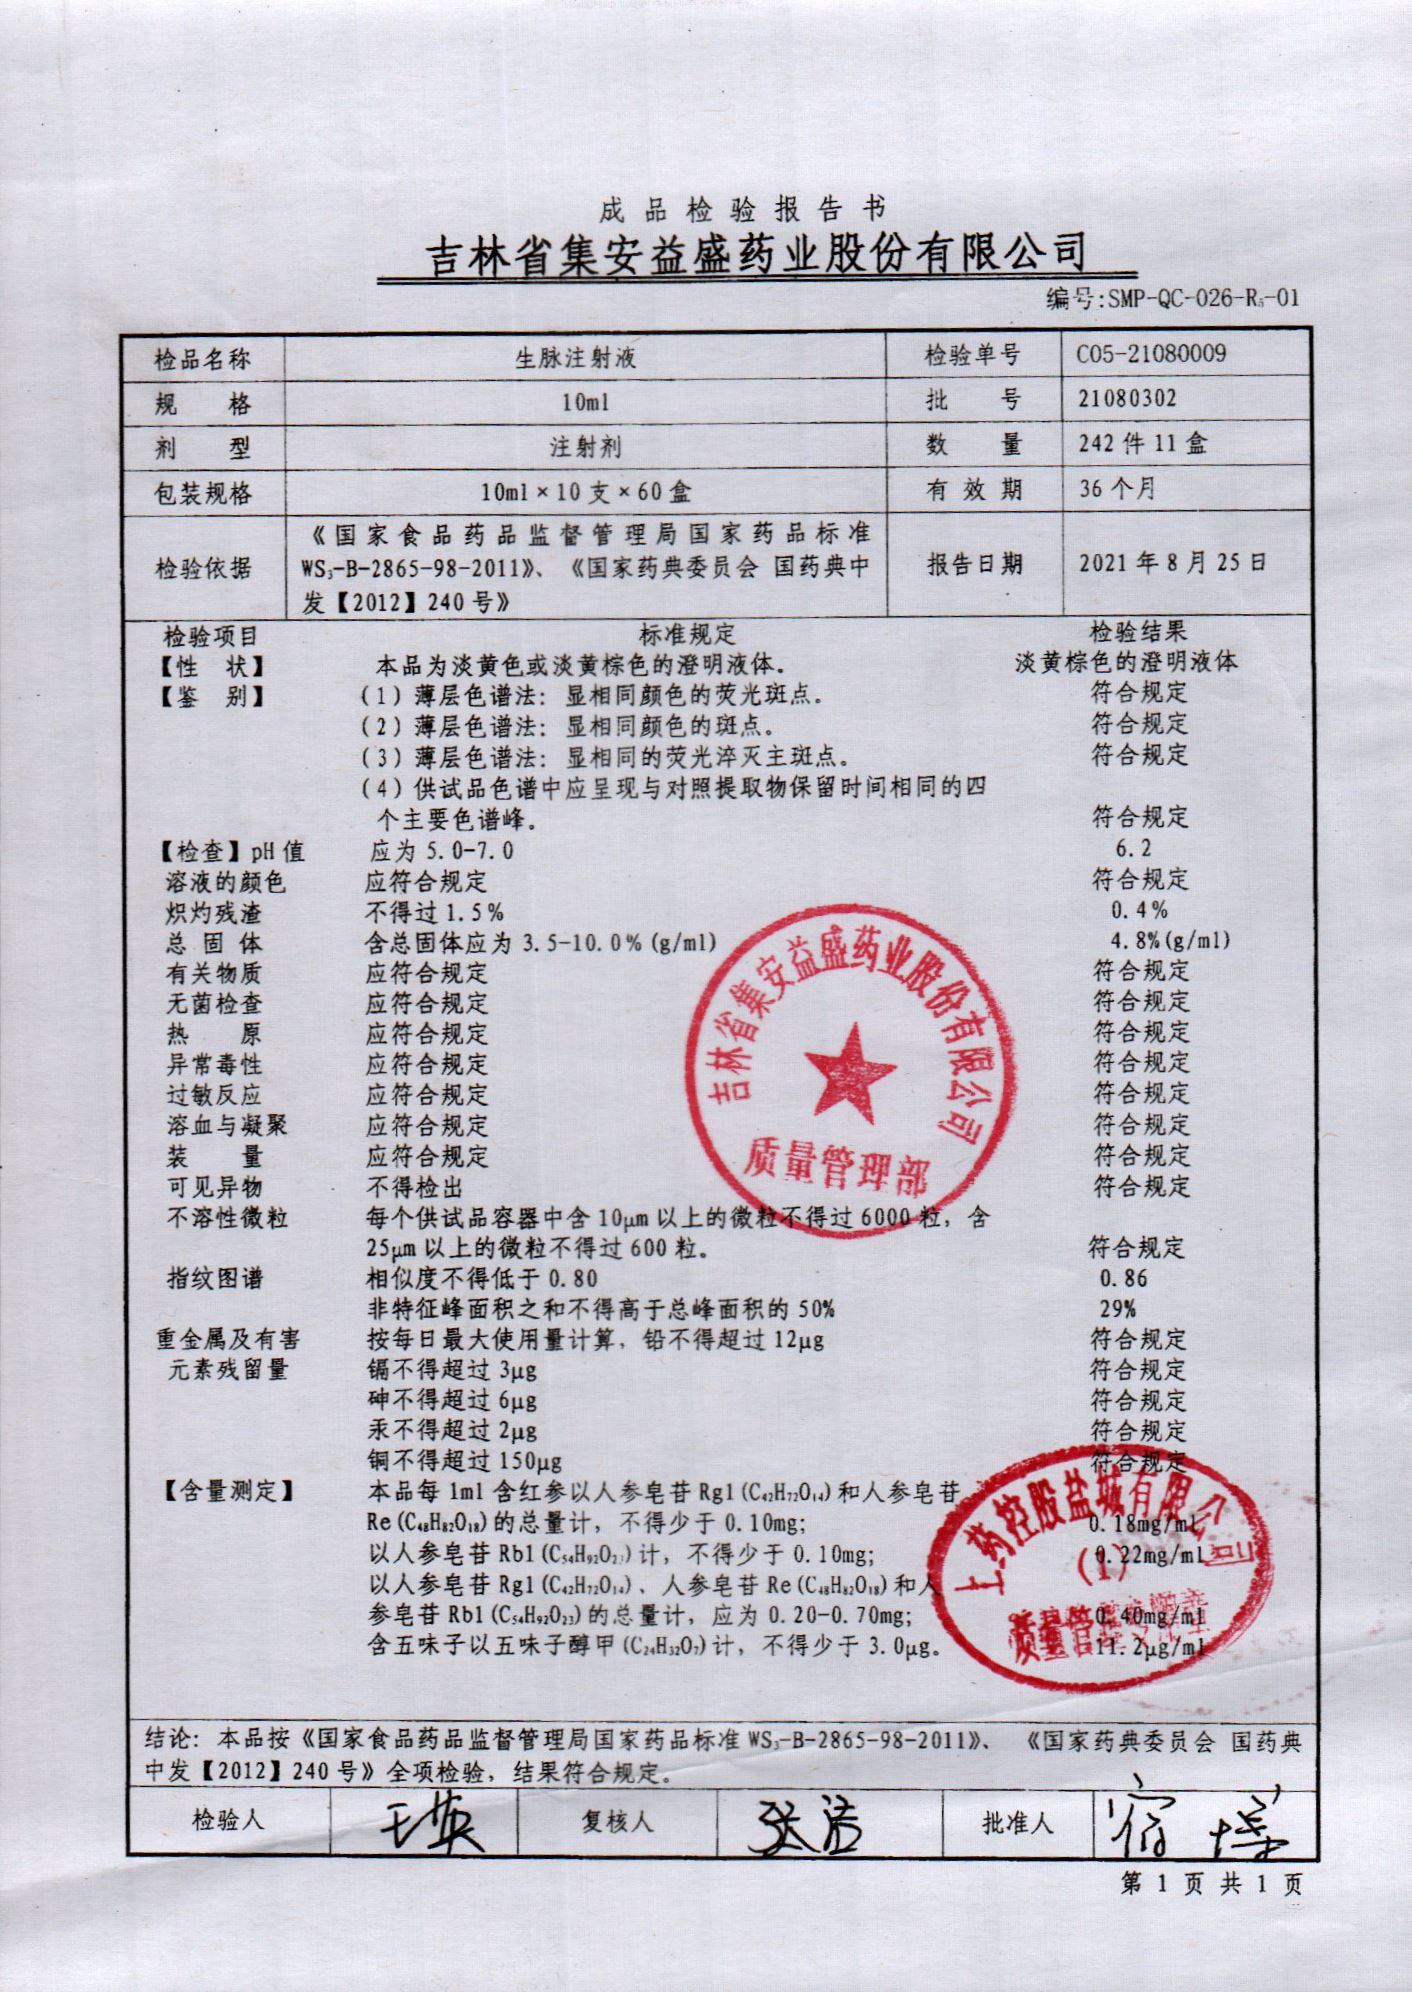 成品检验报告书
吉林省集安益盛药业股份有限公司
编号:SMP-QC-026-R₅-01
检品名称 生脉注射液 检验单号 C05-21080009
规 格 10ml 批 号 21080302
剂 型 注射剂 数 量 242件11盒
包装规格 10ml×10支×60盒 有效期 36个月
《国家食品药品监督管理局国家药品标准
检验依据 WS₃-B-2865-98-2011》、《国家药典委员会 国药典中 报告日期 2021年8月25日
发【2012】240号》
检验项目 标准规定 检验结果
【性 状】 本品为淡黄色或淡黄棕色的澄明液体。 淡黄棕色的澄明液体
【鉴 别】 (1)薄层色谱法：显相同颜色的荧光斑点。 符合规定
(2)薄层色谱法：显相同颜色的斑点。 符合规定
(3)薄层色谱法：显相同的荧光淬灭主斑点。 符合规定
(4)供试品色谱中应呈现与对照提取物保留时间相同的四
个主要色谱峰。 符合规定
【检查】pH值 应为5.0-7.0 6.2
溶液的颜色 应符合规定 符合规定
炽灼残渣 不得过1.5% 0.4%
总 固 体 含总固体应为3.5-10.0%(g/ml) 4.8%(g/ml)
有关物质 应符合规定 符合规定
无菌检查 应符合规定 符合规定
热 原 应符合规定 符合规定
异常毒性 应符合规定 符合规定
过敏反应 应符合规定 符合规定
溶血与凝聚 应符合规定 符合规定
装 量 应符合规定 符合规定
可见异物 不得检出 符合规定
不溶性微粒 每个供试品容器中含10μm以上的微粒不得过6000粒，含
25μm以上的微粒不得过600粒。 符合规定
指纹图谱 相似度不得低于0.80 0.86
非特征峰面积之和不得高于总峰面积的50% 29%
重金属及有害 按每日最大使用量计算，铅不得超过12μg 符合规定
元素残留量 镉不得超过3μg 符合规定
砷不得超过6μg 符合规定
汞不得超过2μg 符合规定
铜不得超过150μg 符合规定
【含量测定】 本品每1ml含红参以人参皂苷Rg1(C₄₂H₇₂O₁₄)和人参皂苷
Re(C₄₈H₈₂O₁₈)的总量计，不得少于0.10mg; 0.18mg/ml
以人参皂苷Rb1(C₅₄H₉₂O₂₃)计，不得少于0.10mg; 0.22mg/ml
以人参皂苷Rg1(C₄₂H₇₂O₁₄)、人参皂苷Re(C₄₈H₈₂O₁₈)和人
参皂苷Rb1(C₅₄H₉₂O₂₃)的总量计，应为0.20-0.70mg; 0.40mg/ml
含五味子以五味子醇甲(C₂₄H₃₂O₇)计，不得少于3.0μg。 11.2μg/ml
吉林省集安益盛药业股份有限公司
质量管理部
上药控股盐城有限公司
(1)
质量管
结论：本品按《国家食品药品监督管理局国家药品标准WS₃-B-2865-98-2011》、《国家药典委员会 国药典
中发【2012】240号》全项检验，结果符合规定。
检验人 王英 复核人 张洁 批准人
第1页共1页